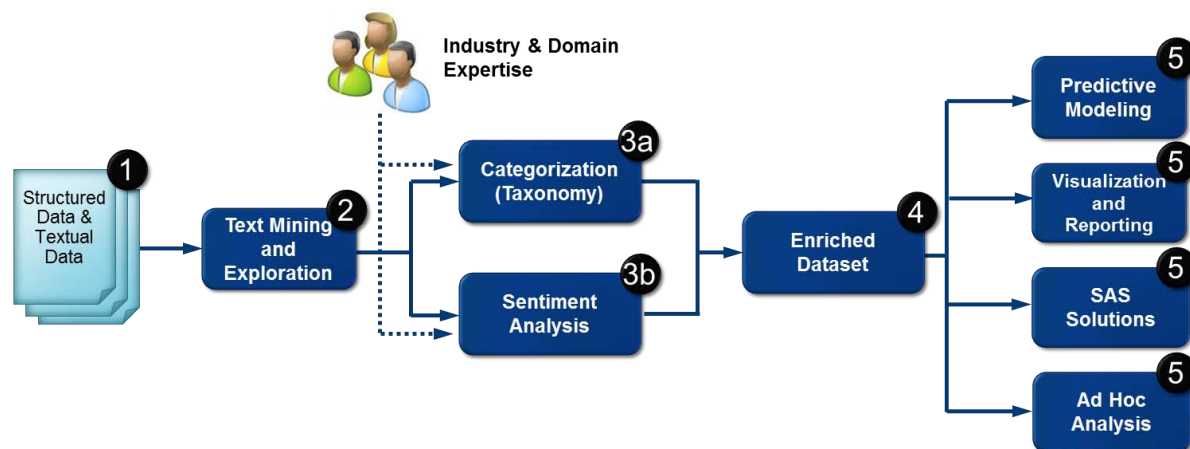 Industry & Domain
Expertise
1
Structured
Data &
Textual
Data
2
Text Mining
and
Exploration
3a
Categorization
(Taxonomy)
3b
Sentiment
Analysis
4
Enriched
Dataset
5
Predictive
Modeling
5
Visualization
and
Reporting
5
SAS
Solutions
5
Ad Hoc
Analysis